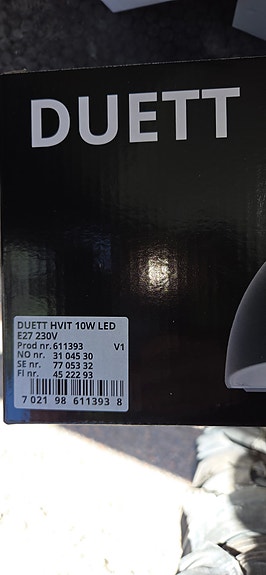 DUETT
DUETT HVIT 10W LED
E27 230V
Prod nr. 611393 V1
NO nr. 31 045 30
SE nr. 77 053 32
FI nr. 45 222 93
7 021 98 611393 8